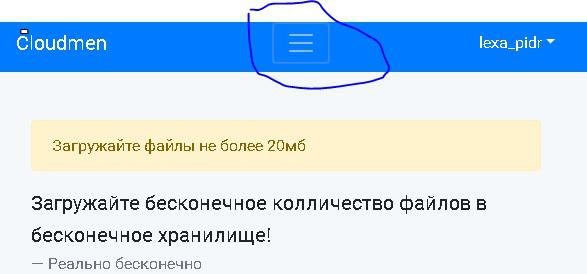 Cloudmen
lexa_pidr
Загружайте файлы не более 20мб
Загружайте бесконечное колличество файлов в
бесконечное хранилище!
— Реально бесконечно